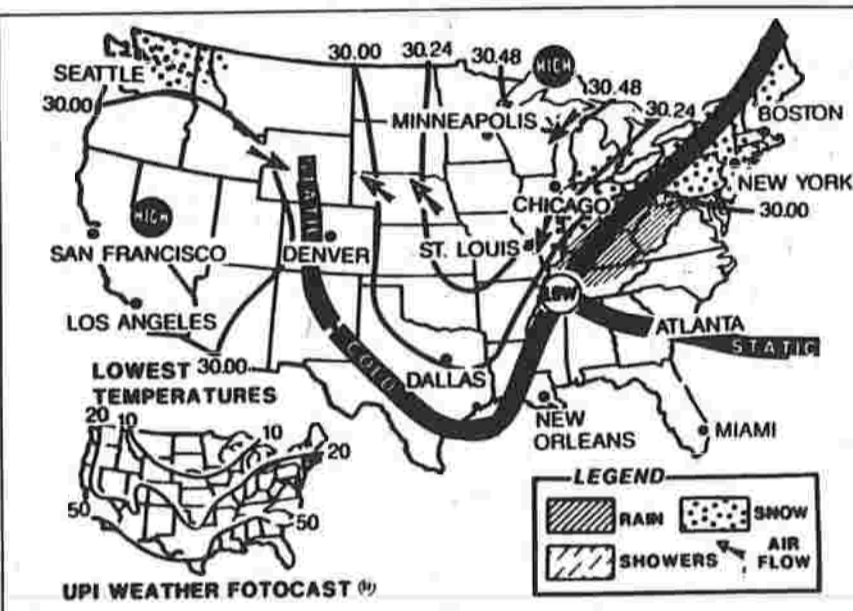 30.00 30.24 30.48
HIGH
SEATTLE
30.48
30.00
30.24
MINNEAPOLIS
BOSTON
CHICAGO
NEW YORK
HIGH
30.00
SAN FRANCISCO
DENVER
ST. LOUIS
LOW
LOS ANGELES
ATLANTA
STATIC
COLD
30.00
DALLAS
LOWEST
TEMPERATURES
NEW
ORLEANS
MIAMI
20 10
10
20
50
50
LEGEND
RAIN
SNOW
SHOWERS
AIR
FLOW
UPI WEATHER FOTOCAST